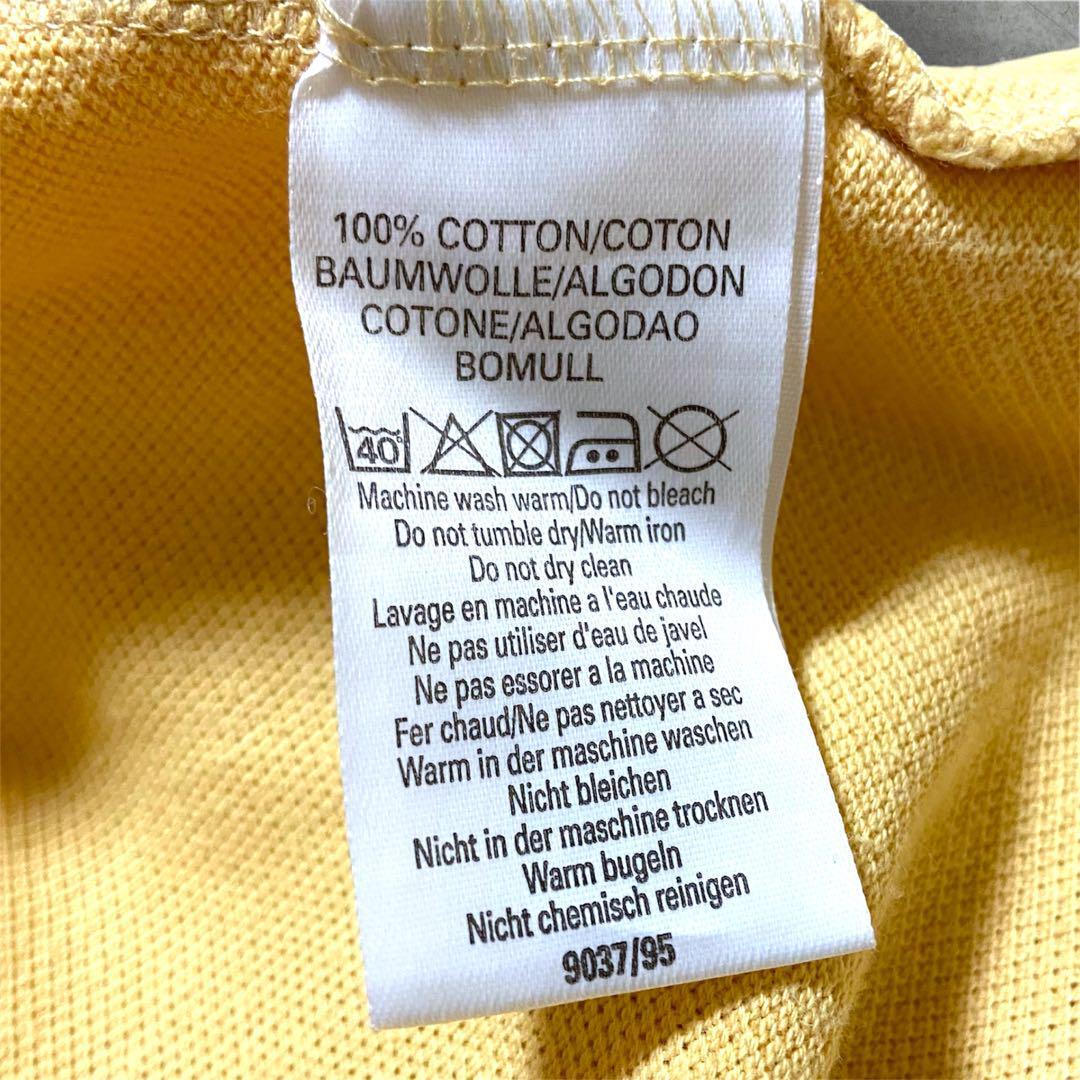 100% COTTON/COTON
BAUMWOLLE/ALGODON
COTONE/ALGODAO
BOMULL
40°
Machine wash warm/Do not bleach
Do not tumble dry/Warm iron
Do not dry clean
Lavage en machine a l'eau chaude
Ne pas utiliser d'eau de javel
Ne pas essorer a la machine
Fer chaud/Ne pas nettoyer a sec
Warm in der maschine waschen
Nicht bleichen
Nicht in der maschine trocknen
Warm bugeln
Nicht chemisch reinigen
9037/95